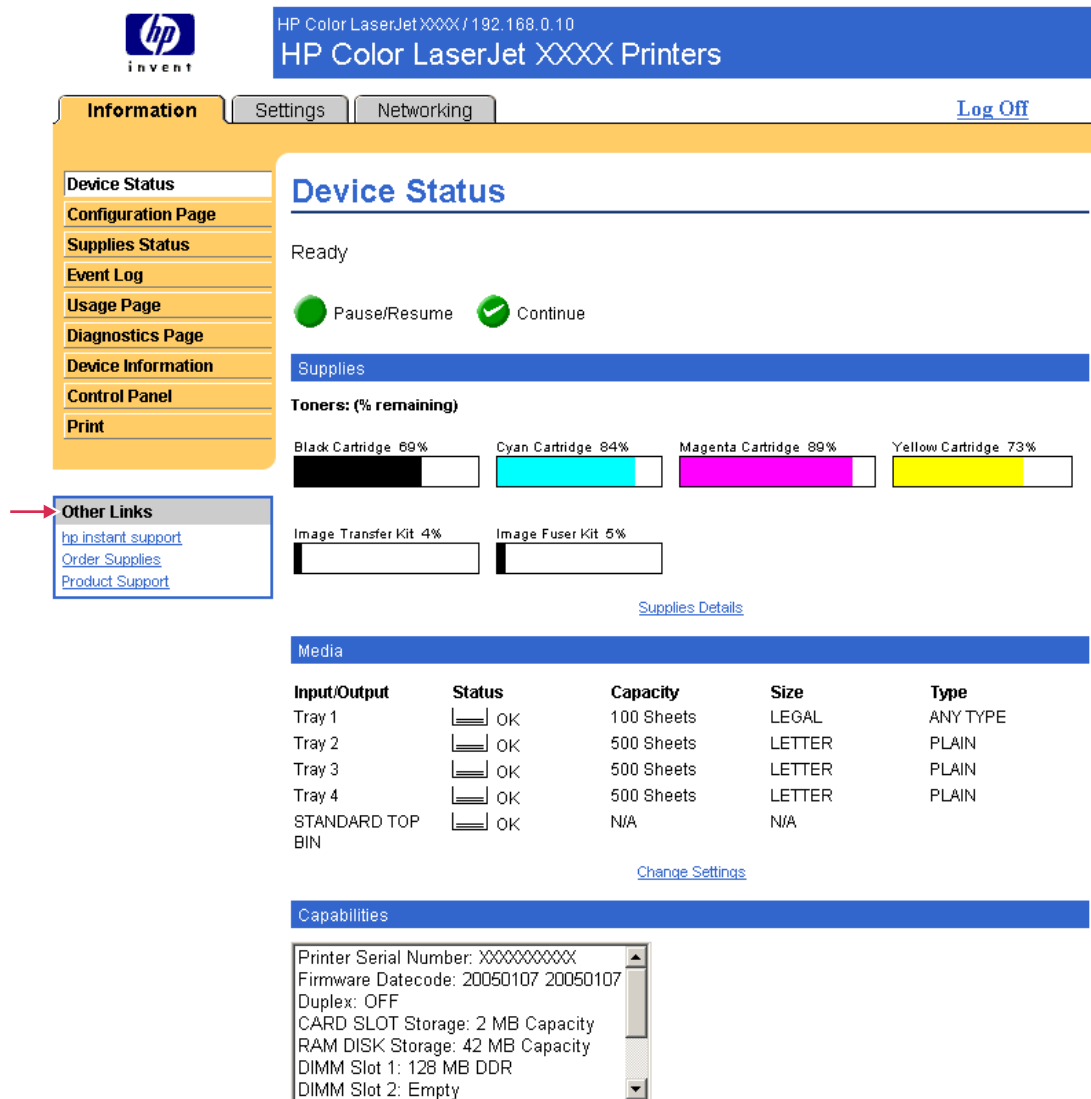 hp
invent
HP Color LaserJet XXXX / 192.168.0.10
HP Color LaserJet XXXX Printers
Information
Settings
Networking
Log Off
Device Status
Configuration Page
Supplies Status
Event Log
Usage Page
Diagnostics Page
Device Information
Control Panel
Print
Other Links
hp instant support
Order Supplies
Product Support
Device Status
Ready
Pause/Resume
Continue
Supplies
Toners: (% remaining)
Black Cartridge 69%
Cyan Cartridge 84%
Magenta Cartridge 89%
Yellow Cartridge 73%
Image Transfer Kit 4%
Image Fuser Kit 5%
Supplies Details
Media
Input/Output Status Capacity Size Type
Tray 1 OK 100 Sheets LEGAL ANY TYPE
Tray 2 OK 500 Sheets LETTER PLAIN
Tray 3 OK 500 Sheets LETTER PLAIN
Tray 4 OK 500 Sheets LETTER PLAIN
STANDARD TOP OK N/A N/A
BIN
Change Settings
Capabilities
Printer Serial Number: XXXXXXXXXX
Firmware Datecode: 20050107 20050107
Duplex: OFF
CARD SLOT Storage: 2 MB Capacity
RAM DISK Storage: 42 MB Capacity
DIMM Slot 1: 128 MB DDR
DIMM Slot 2: Empty